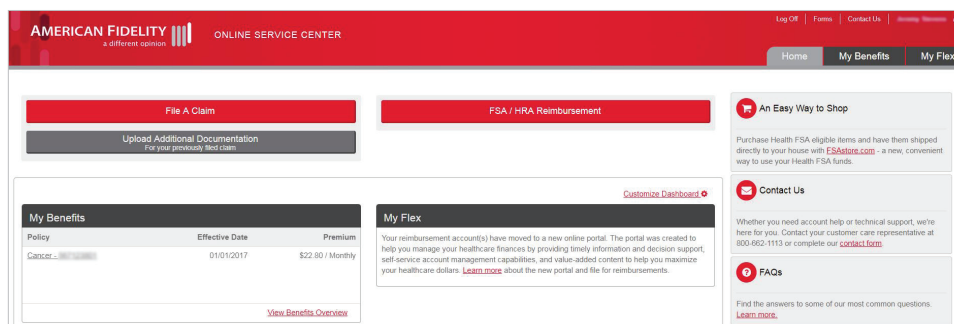 Log Off | Forms | Contact Us |
AMERICAN FIDELITY
a different opinion
ONLINE SERVICE CENTER
Home
My Benefits
My Flex
File A Claim
Upload Additional Documentation
For your previously filed claim
FSA / HRA Reimbursement
Customize Dashboard
My Benefits
Policy Effective Date Premium
Cancer - 01/01/2017 $22.80 / Monthly
View Benefits Overview
My Flex
Your reimbursement account(s) have moved to a new online portal. The portal was created to
help you manage your healthcare finances by providing timely information and decision support,
self-service account management capabilities, and value-added content to help you maximize
your healthcare dollars. Learn more about the new portal and file for reimbursements.
An Easy Way to Shop
Purchase Health FSA eligible items and have them shipped
directly to your house with FSAstore.com - a new, convenient
way to use your Health FSA funds.
Contact Us
Whether you need account help or technical support, we're
here for you. Contact your customer care representative at
800-662-1113 or complete our contact form.
FAQs
Find the answers to some of our most common questions.
Learn more.